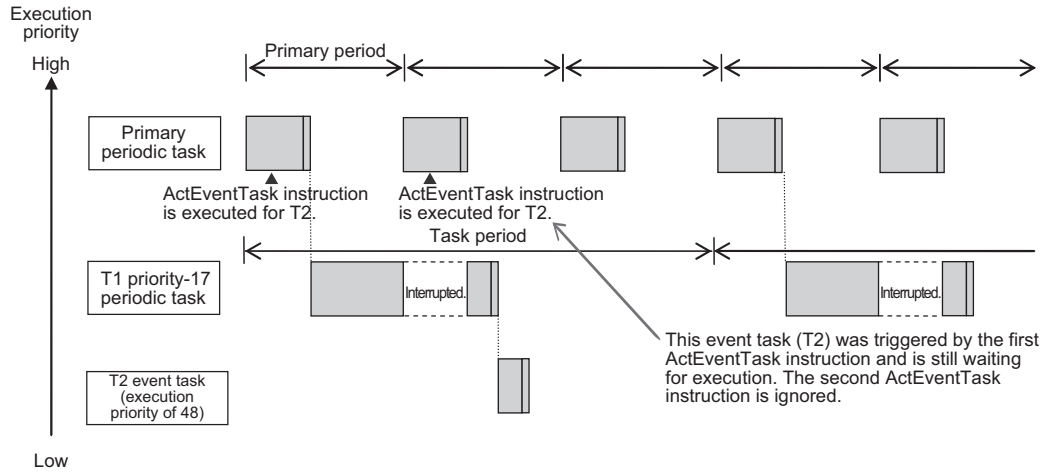 Execution
priority
High
Primary period
Primary
periodic task
ActEventTask instruction
is executed for T2.
ActEventTask instruction
is executed for T2.
Task period
T1 priority-17
periodic task
Interrupted.
Interrupted.
This event task (T2) was triggered by the first
ActEventTask instruction and is still waiting
for execution. The second ActEventTask
instruction is ignored.
T2 event task
(execution
priority of 48)
Low